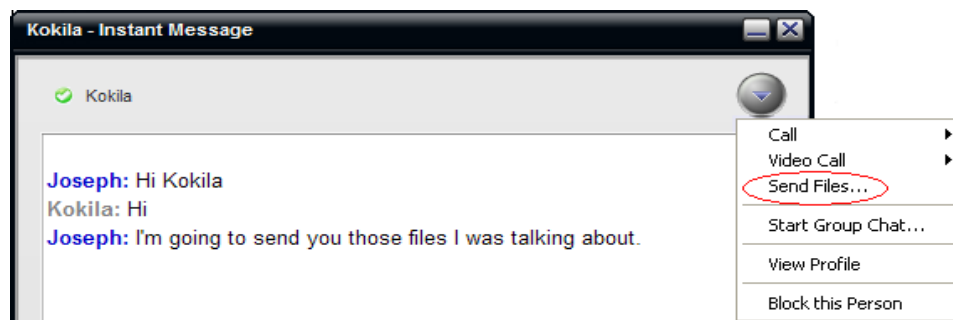 Kokila - Instant Message
Kokila
Call
Video Call
Send Files...
Start Group Chat...
View Profile
Block this Person
Joseph: Hi Kokila
Kokila: Hi
Joseph: I'm going to send you those files I was talking about.